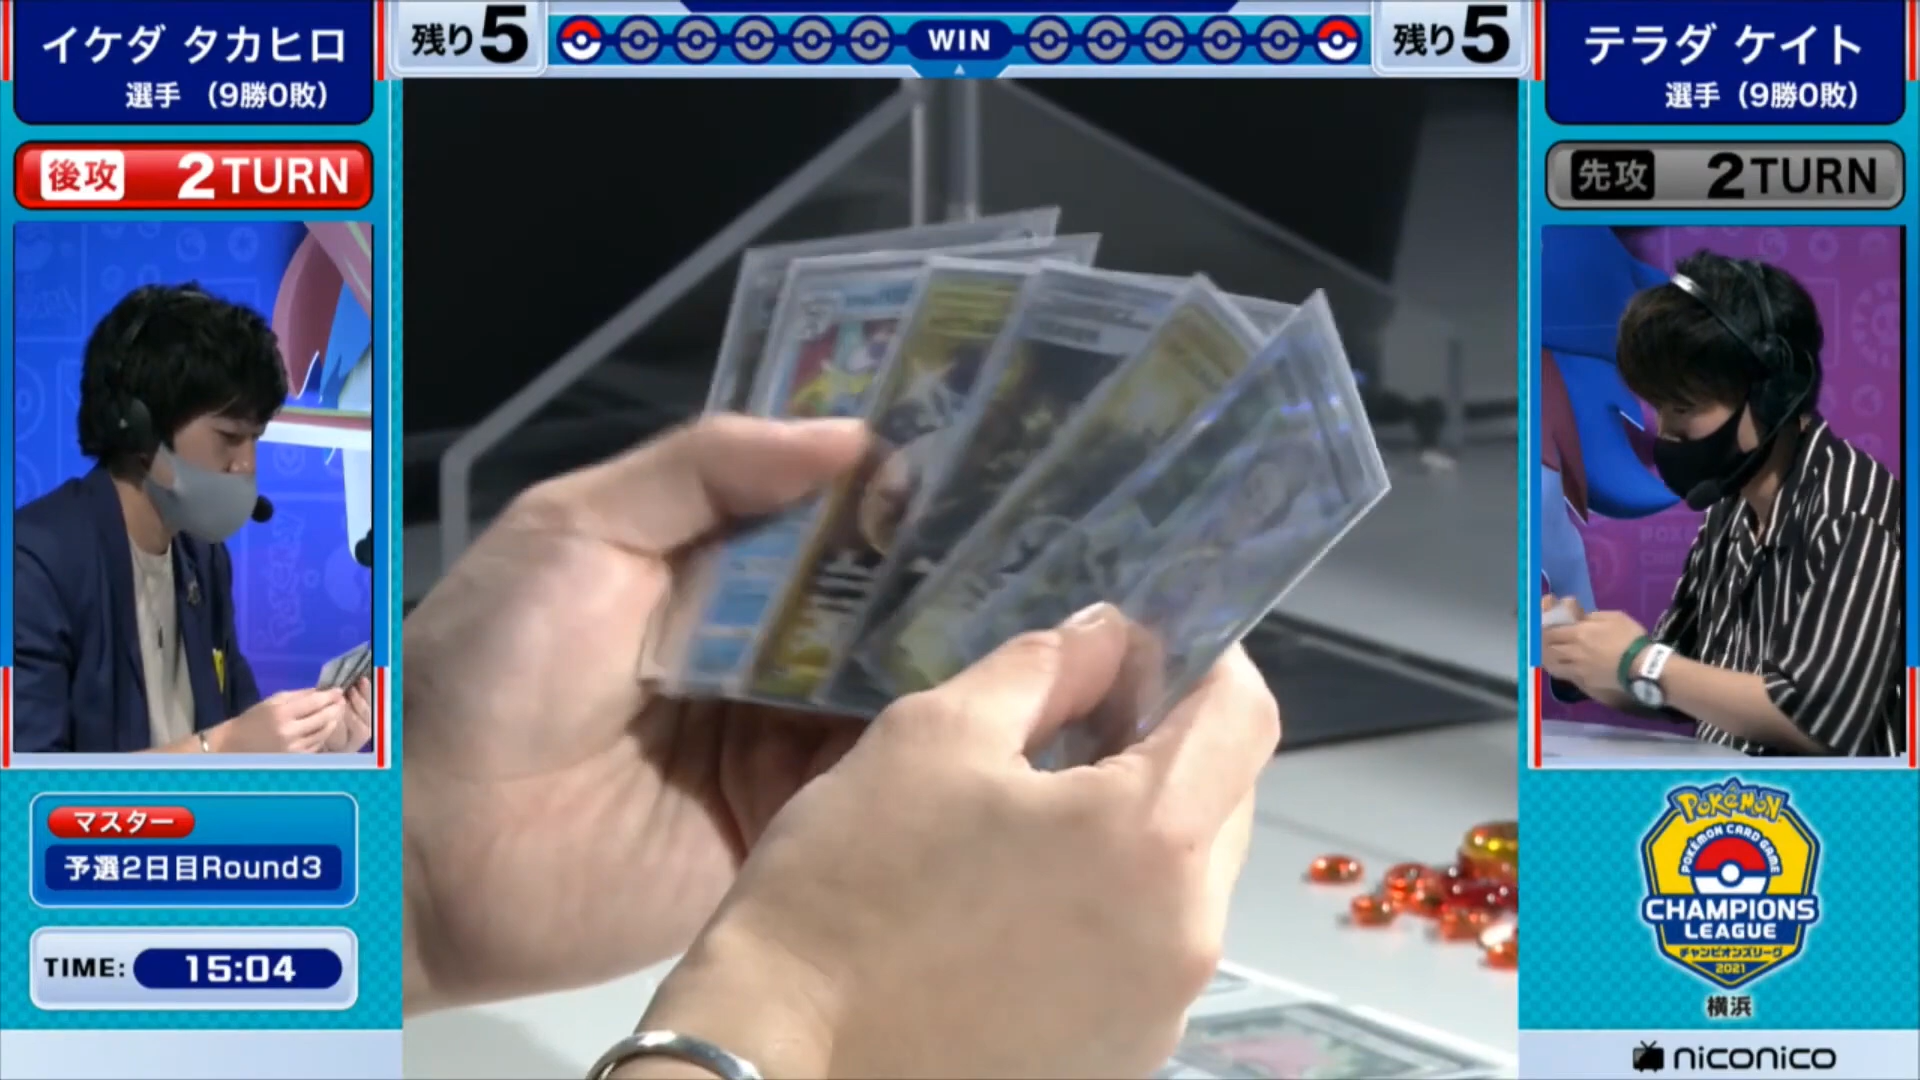 イケダ タカヒロ
選手 (9勝0敗)
後攻 2TURN
残り5
WIN
残り5
テラダ ケイト
選手 (9勝0敗)
先攻 2TURN
マスター
予選2日目Round3
TIME: 15:04
POKÉMON
POKÉMON CARD GAME
CHAMPIONS
LEAGUE
チャンピオンズリーグ
2021
横浜
niconico